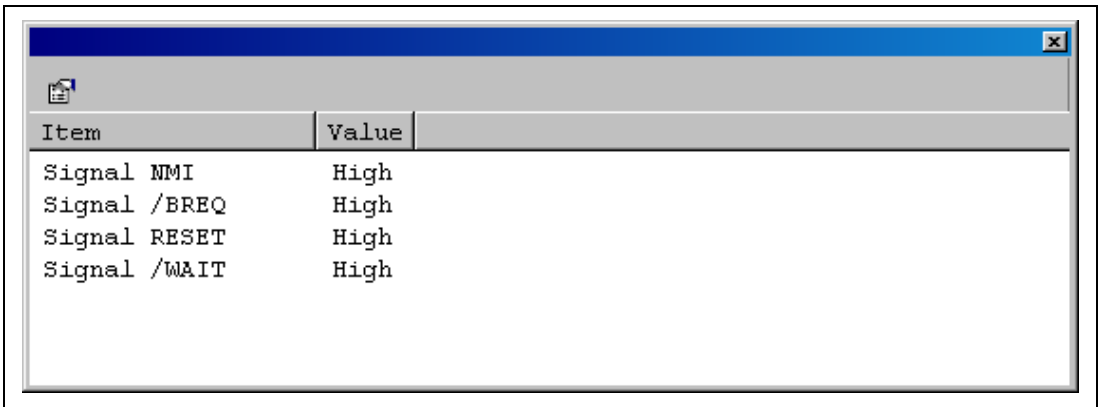 Item Value
Signal NMI High
Signal /BREQ High
Signal RESET High
Signal /WAIT High